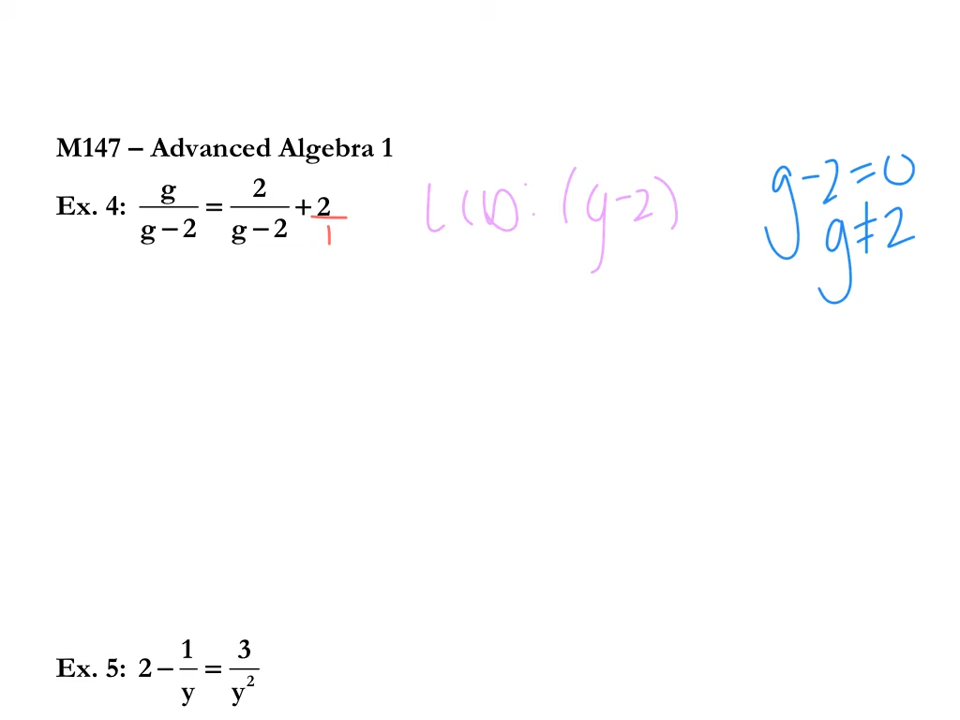 M147 – Advanced Algebra 1
Ex. 4: g/(g – 2) = 2/(g – 2) + 2/1
LCD: (g-2)
g-2=0
g≠2
Ex. 5: 2 – 1/y = 3/y²